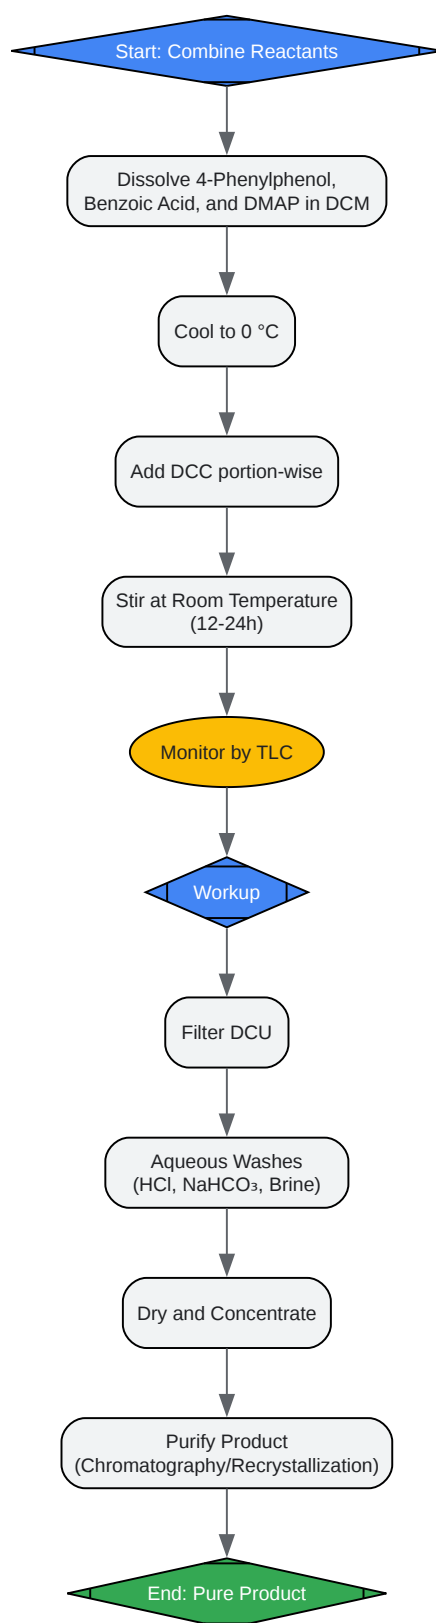 Start: Combine Reactants
Dissolve 4-Phenylphenol,
Benzoic Acid, and DMAP in DCM
Cool to 0 °C
Add DCC portion-wise
Stir at Room Temperature
(12-24h)
Monitor by TLC
Workup
Filter DCU
Aqueous Washes
(HCl, NaHCO₃, Brine)
Dry and Concentrate
Purify Product
(Chromatography/Recrystallization)
End: Pure Product